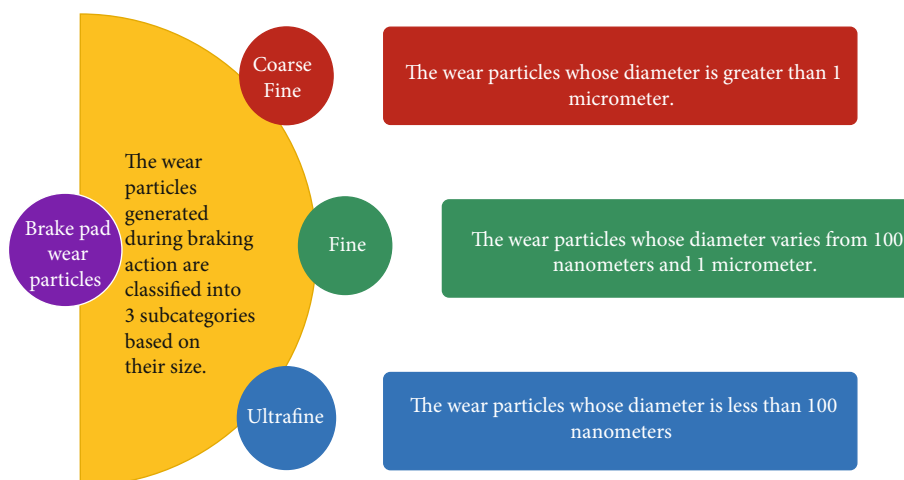 Brake pad
wear
particles
The wear
particles
generated
during braking
action are
classified into
3 subcategories
based on
their size.
Coarse
Fine
The wear particles whose diameter is greater than 1
micrometer.
Fine
The wear particles whose diameter varies from 100
nanometers and 1 micrometer.
Ultrafine
The wear particles whose diameter is less than 100
nanometers